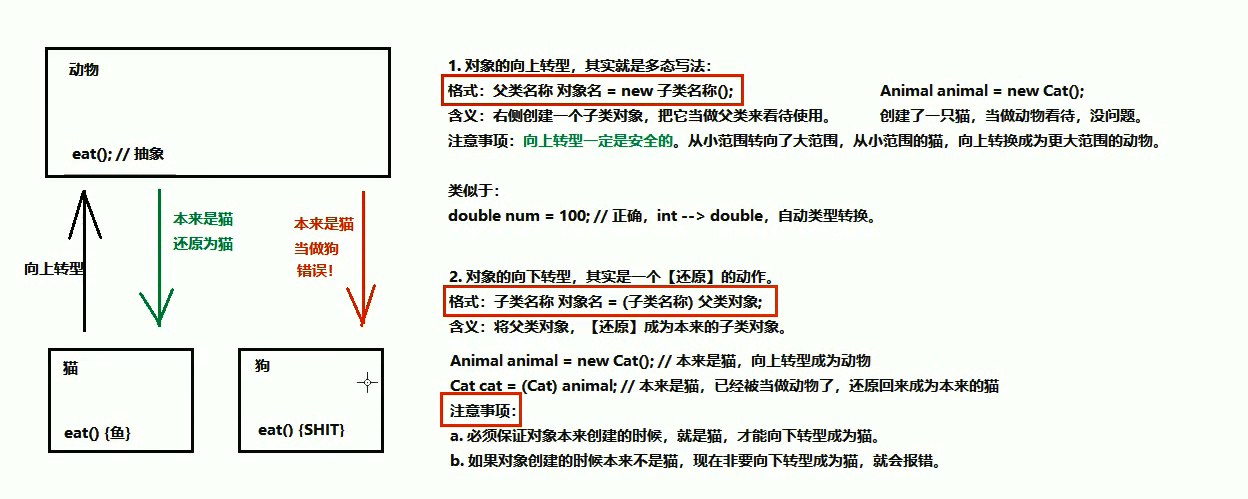 动物
eat(); // 抽象
向上转型
本来是猫
还原为猫
本来是猫
当做狗
错误!
猫
eat() {鱼}
狗
eat() {SHIT}
1. 对象的向上转型，其实就是多态写法：
格式：父类名称 对象名 = new 子类名称();
Animal animal = new Cat();
含义：右侧创建一个子类对象，把它当做父类来看待使用。
创建了一只猫，当做动物看待，没问题。
注意事项：向上转型一定是安全的。从小范围转向了大范围，从小范围的猫，向上转换成为更大范围的动物。
类似于：
double num = 100; // 正确，int --> double，自动类型转换。
2. 对象的向下转型，其实是一个【还原】的动作。
格式：子类名称 对象名 = (子类名称) 父类对象;
含义：将父类对象，【还原】成为本来的子类对象。
Animal animal = new Cat(); // 本来是猫，向上转型成为动物
Cat cat = (Cat) animal; // 本来是猫，已经被当做动物了，还原回来成为本来的猫
注意事项：
a. 必须保证对象本来创建的时候，就是猫，才能向下转型成为猫。
b. 如果对象创建的时候本来不是猫，现在非要向下转型成为猫，就会报错。